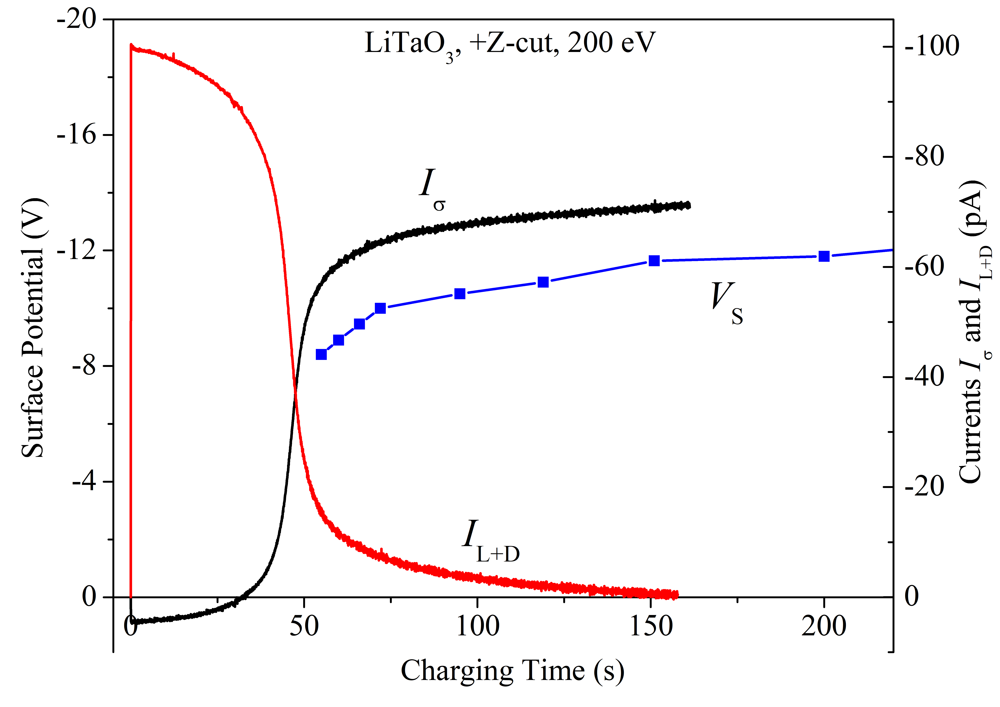 LiTaO3, +Z-cut, 200 eV
-20
-16
-12
-8
-4
0
Surface Potential (V)
-100
-80
-60
-40
-20
0
Currents Iσ and IL+D (pA)
Iσ
VS
IL+D
0 50 100 150 200
Charging Time (s)